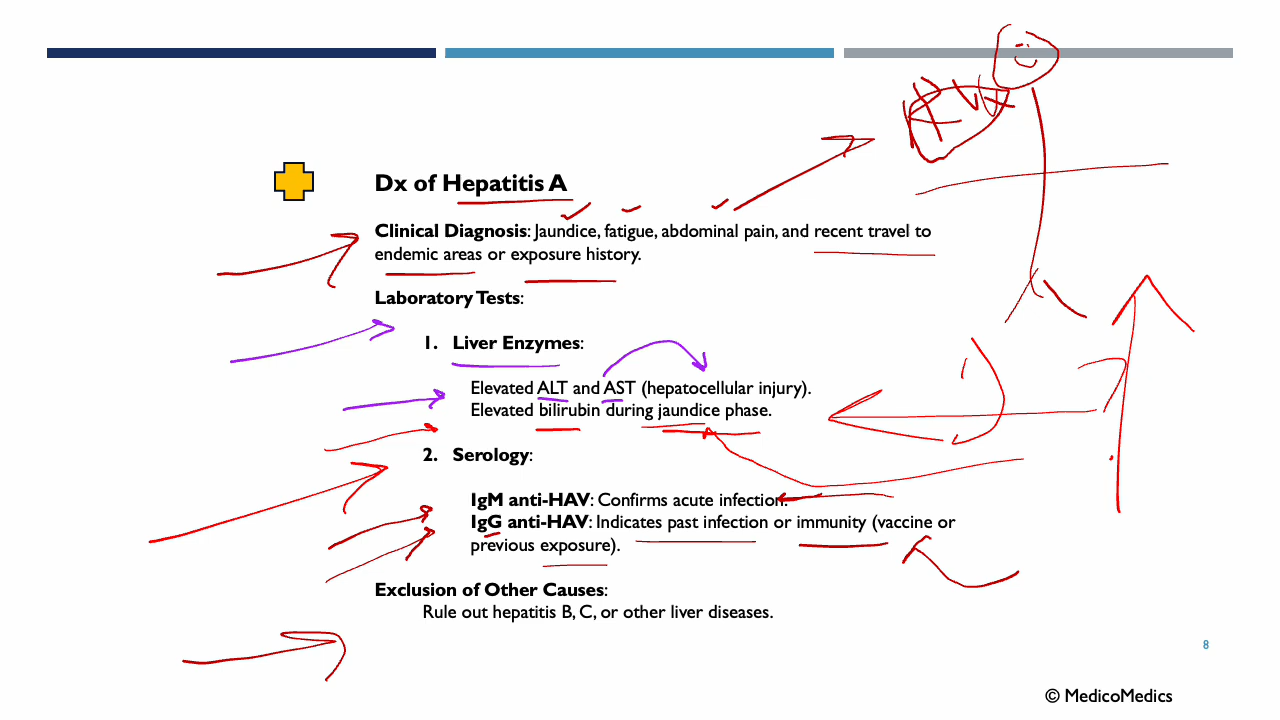 Dx of Hepatitis A
Clinical Diagnosis: Jaundice, fatigue, abdominal pain, and recent travel to
endemic areas or exposure history.
Laboratory Tests:
1. Liver Enzymes:
Elevated ALT and AST (hepatocellular injury).
Elevated bilirubin during jaundice phase.
2. Serology:
IgM anti-HAV: Confirms acute infection.
IgG anti-HAV: Indicates past infection or immunity (vaccine or
previous exposure).
Exclusion of Other Causes:
Rule out hepatitis B, C, or other liver diseases.
8
© MedicoMedics